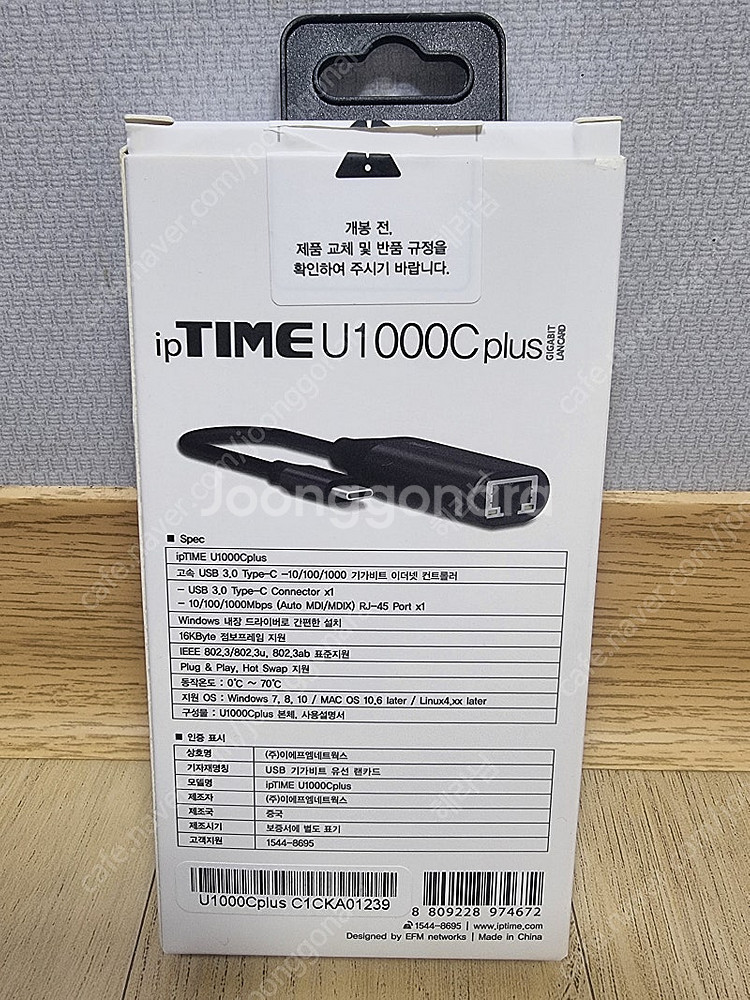 개봉 전,
제품 교체 및 반품 규정을
확인하여 주시기 바랍니다.
ipTIME U1000Cplus GIGABIT LANCARD
Joonggonara
■ Spec
ipTIME U1000Cplus
고속 USB 3.0 Type-C -10/100/1000 기가비트 이더넷 컨트롤러
- USB 3.0 Type-C Connector x1
- 10/100/1000Mbps (Auto MDI/MDIX) RJ-45 Port x1
Windows 내장 드라이버로 간편한 설치
16KByte 점보프레임 지원
IEEE 802.3/802.3u, 802.3ab 표준지원
Plug & Play, Hot Swap 지원
동작온도 : 0℃ ~ 70℃
지원 OS : Windows 7, 8, 10 / MAC OS 10.6 later / Linux4.xx later
구성물 : U1000Cplus 본체, 사용설명서
■ 인증 표시
상호명 (주)이에프엠네트웍스
기자재명칭 USB 기가비트 유선 랜카드
모델명 ipTIME U1000Cplus
제조자 (주)이에프엠네트웍스
제조국 중국
제조시기 보증서에 별도 표기
고객지원 1544-8695
U1000Cplus C1CKA01239
8 809228 974672
1544-8695 | www.iptime.com
Designed by EFM networks | Made in China